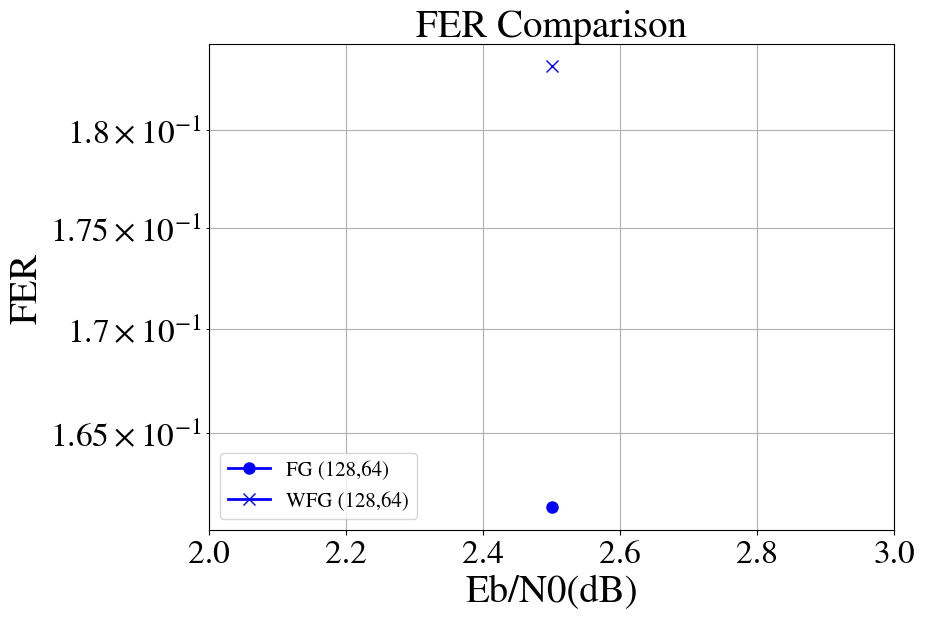 FER Comparison
1.8 × 10⁻¹
1.75 × 10⁻¹
1.7 × 10⁻¹
1.65 × 10⁻¹
FER
FG (128,64)
WFG (128,64)
2.0 2.2 2.4 2.6 2.8 3.0
Eb/N0(dB)